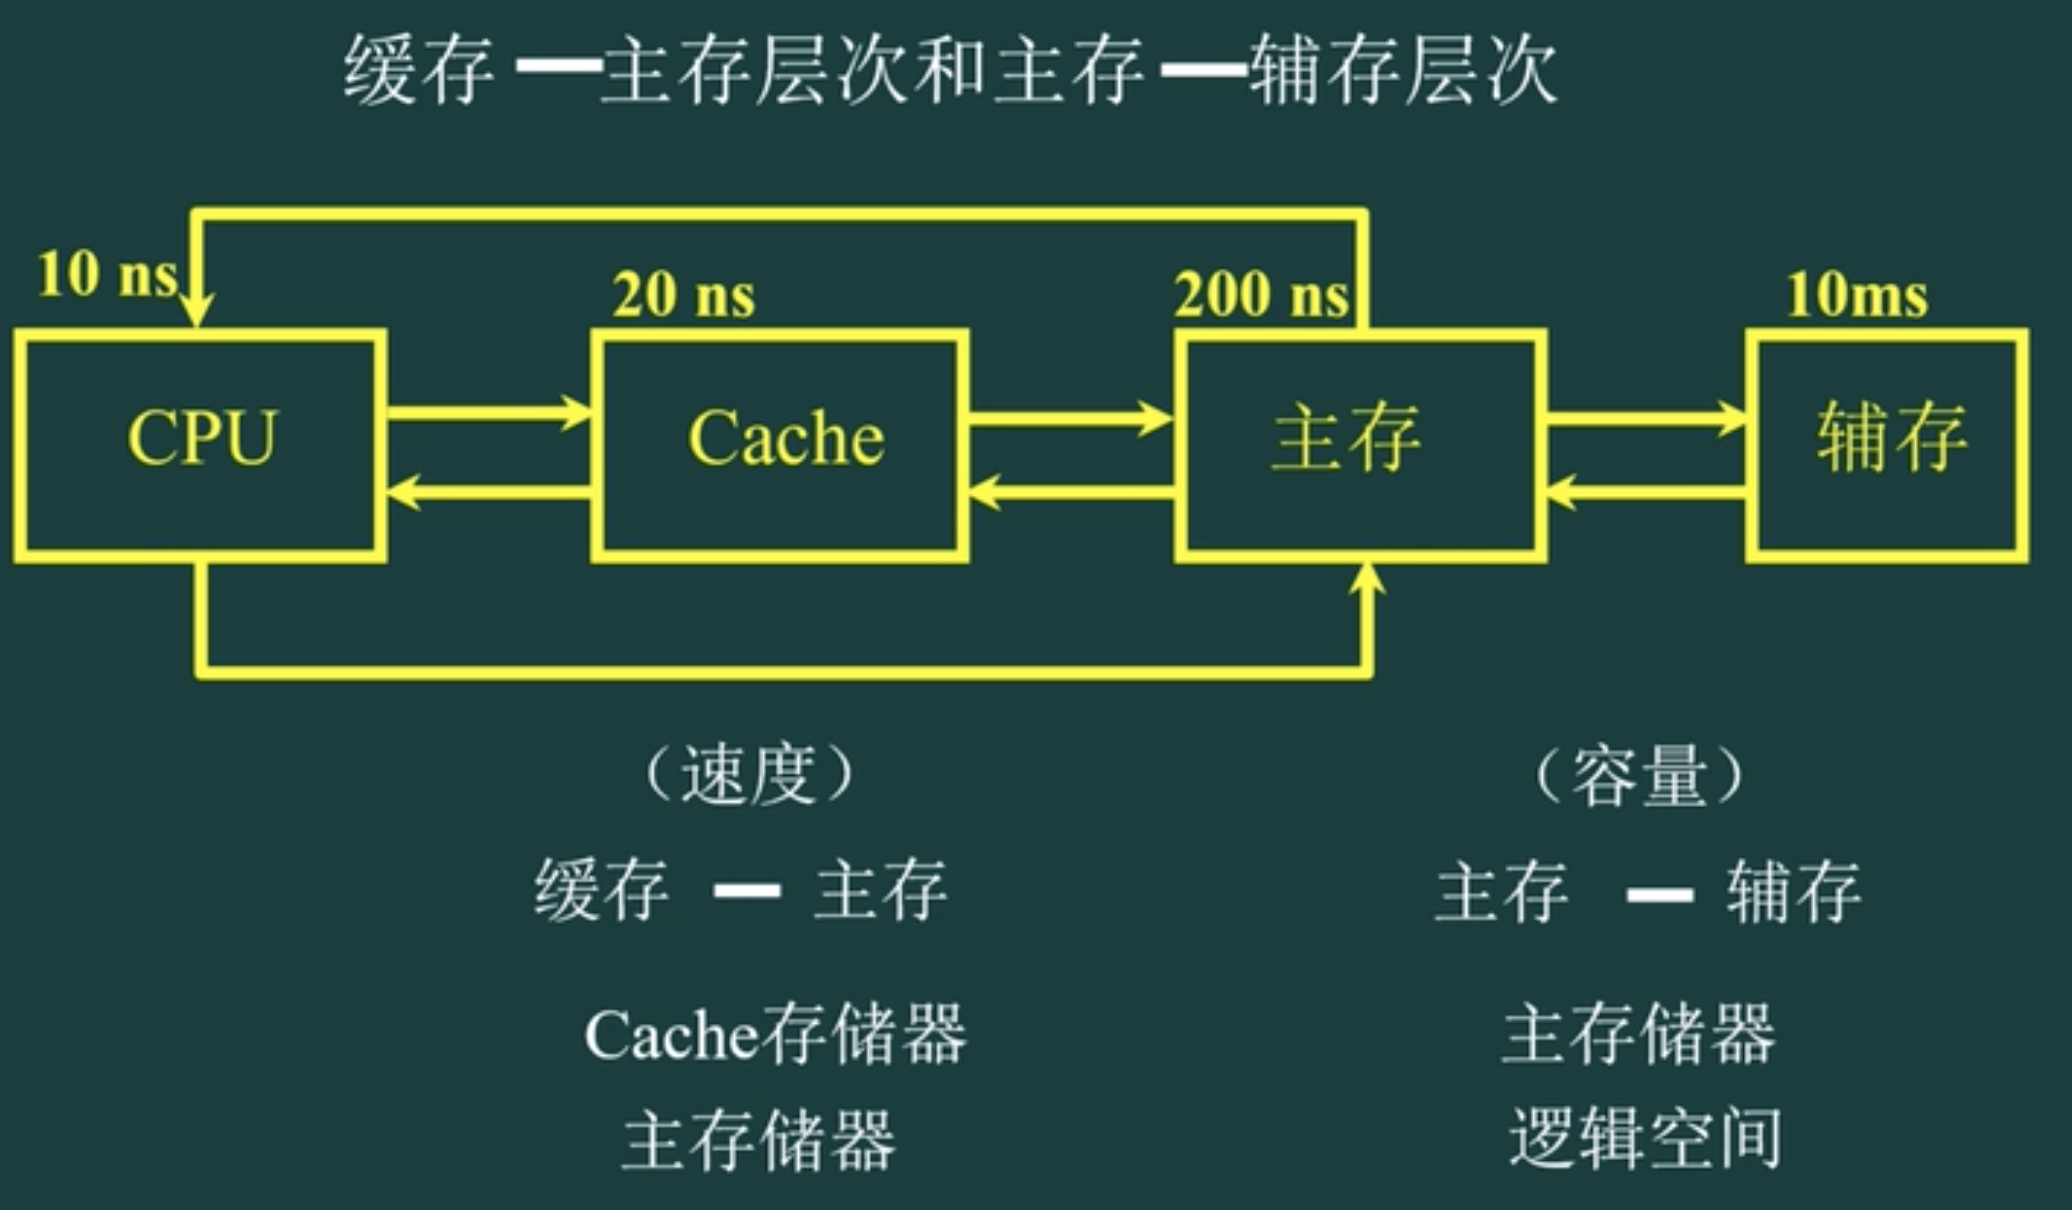 缓存—主存层次和主存—辅存层次
10 ns
20 ns
200 ns
10ms
CPU
Cache
主存
辅存
（速度）
（容量）
缓存 — 主存
主存 — 辅存
Cache存储器
主存储器
主存储器
逻辑空间